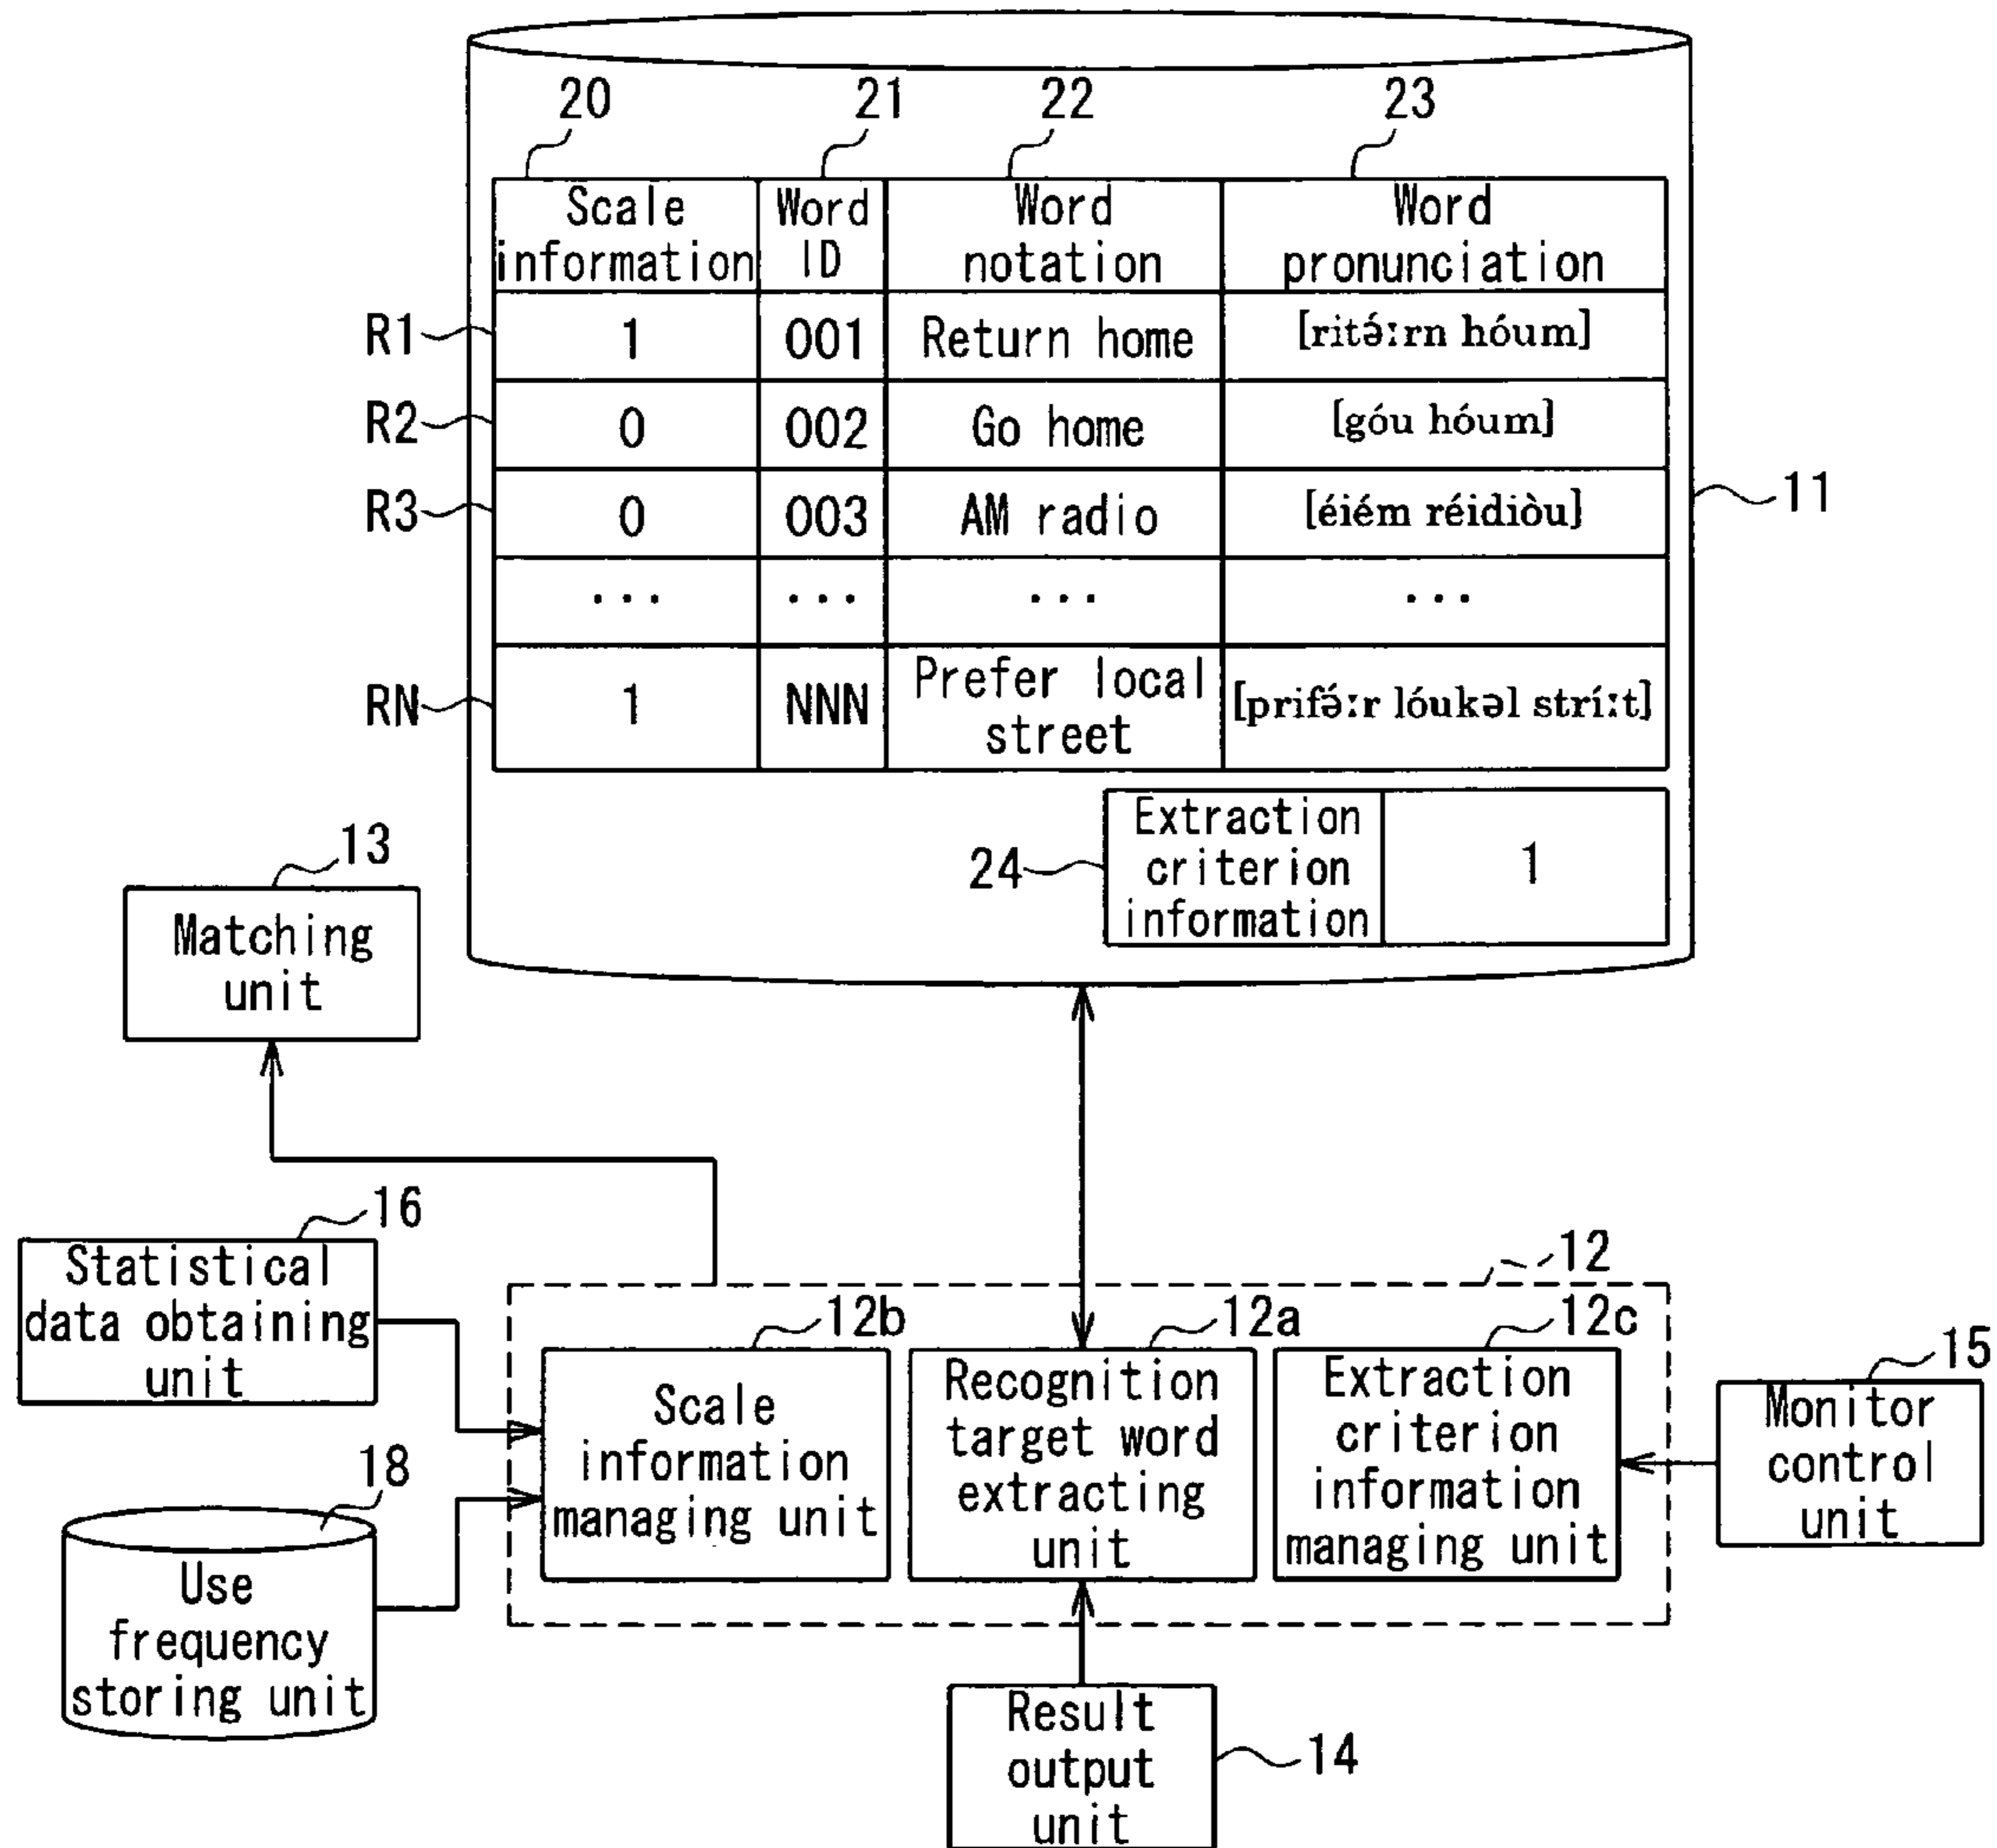 20 21 22 23
Scale Word Word Word
information ID notation pronunciation
R1 1 001 Return home [ritə́ːrn hóum]
R2 0 002 Go home [góu hóum]
R3 0 003 AM radio [éiém réidiòu]
... ... ... ...
RN 1 NNN Prefer local [prifə́ːr lóukəl stríːt]
street
11
Extraction
24 criterion 1
information
13
Matching
unit
16
Statistical
data obtaining
unit
18
Use
frequency
storing unit
12
12b
Scale
information
managing unit
12a
Recognition
target word
extracting
unit
12c
Extraction
criterion
information
managing unit
15
Monitor
control
unit
Result
output
unit
14